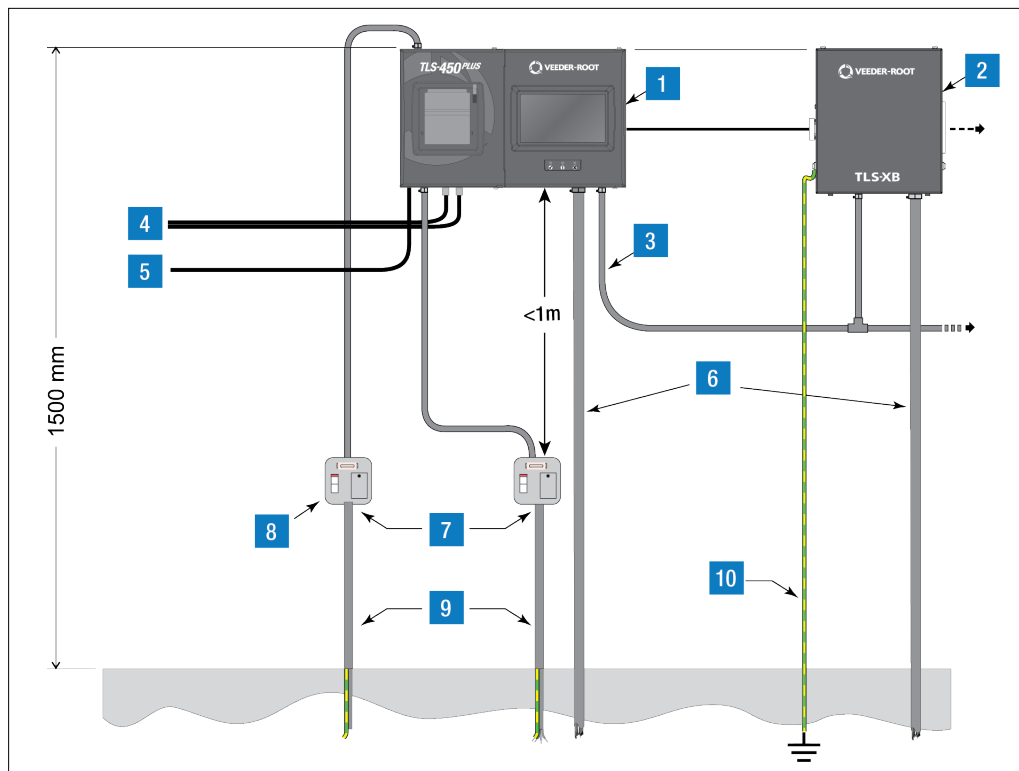 TLS-450PLUS
VEEDER-ROOT
VEEDER-ROOT
1
2
TLS-XB
4
3
5
<1m
1500 mm
6
8
7
10
9